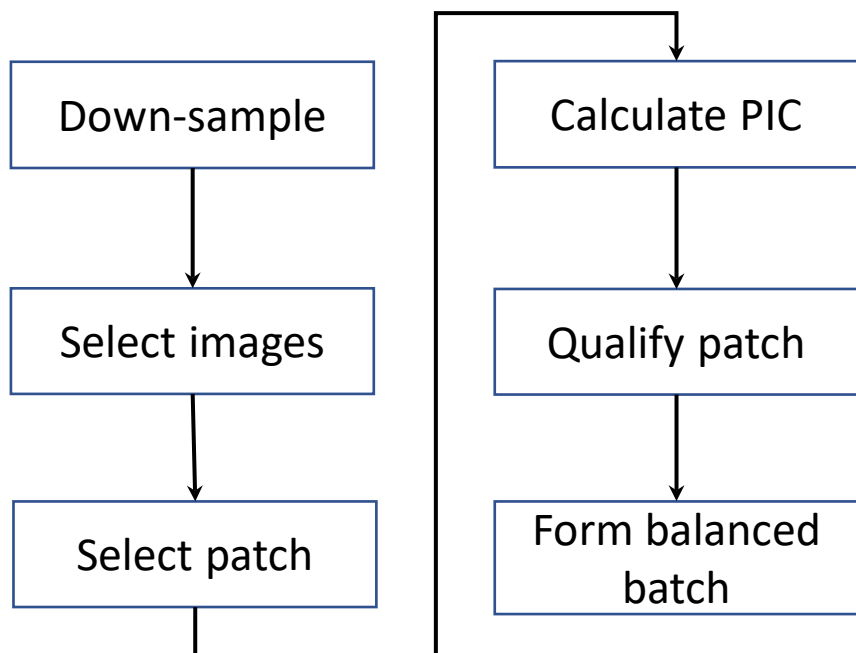 Down-sample
Select images
Select patch
Calculate PIC
Qualify patch
Form balanced
batch